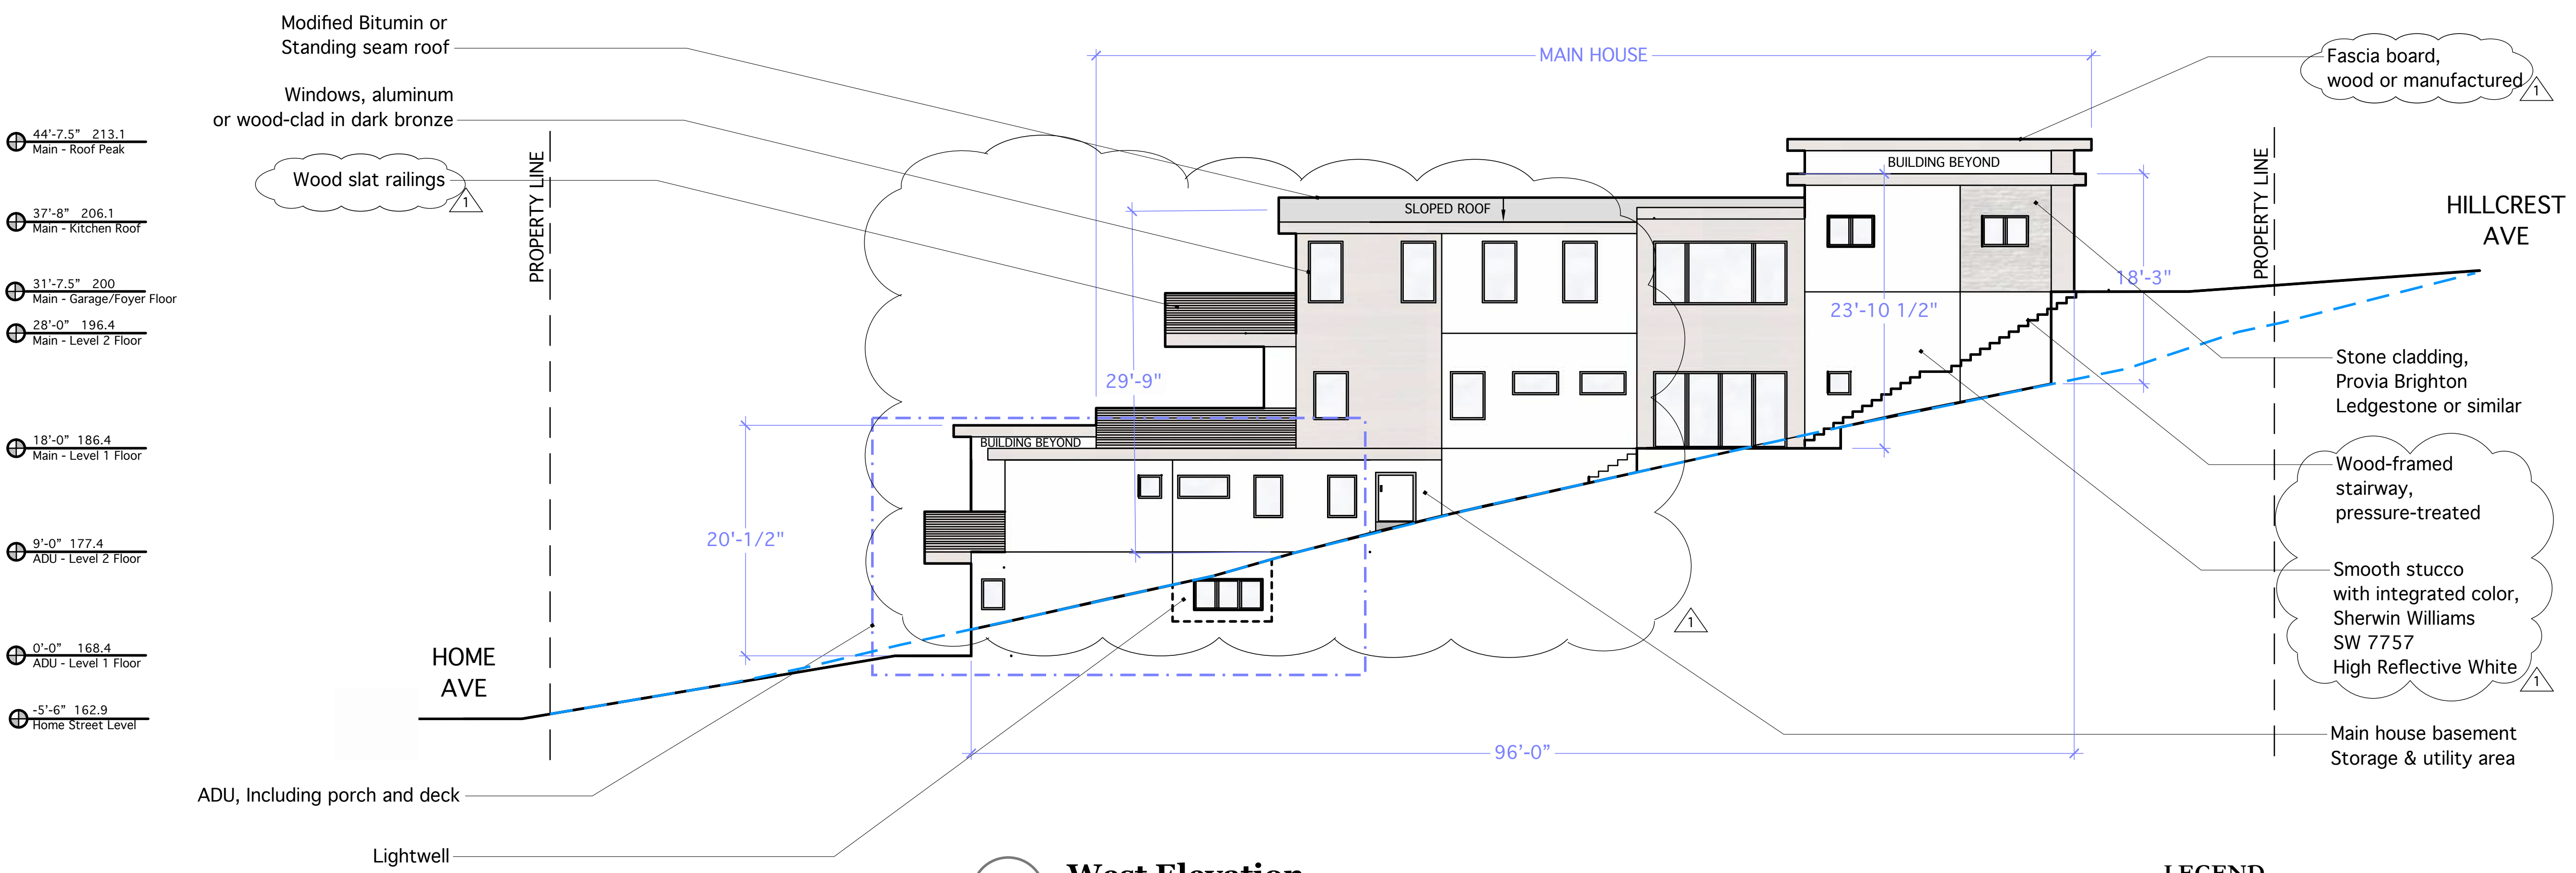 Modified Bitumin or
Standing seam roof
Windows, aluminum
or wood-clad in dark bronze
Wood slat railings
1
44'-7.5” 213.1
Main - Roof Peak
37'-8” 206.1
Main - Kitchen Roof
31'-7.5” 200
Main - Garage/Foyer Floor
28'-0” 196.4
Main - Level 2 Floor
18'-0” 186.4
Main - Level 1 Floor
9'-0” 177.4
ADU - Level 2 Floor
0'-0” 168.4
ADU - Level 1 Floor
-5'-6” 162.9
Home Street Level
PROPERTY LINE
HOME
AVE
ADU, Including porch and deck
Lightwell
MAIN HOUSE
BUILDING BEYOND
SLOPED ROOF
29'-9"
23'-10 1/2"
18'-3"
BUILDING BEYOND
20'-1/2"
1
96’-0”
PROPERTY LINE
HILLCREST
AVE
Fascia board,
wood or manufactured
1
Stone cladding,
Provia Brighton
Ledgestone or similar
Wood-framed
stairway,
pressure-treated
Smooth stucco
with integrated color,
Sherwin Williams
SW 7757
High Reflective White
1
Main house basement
Storage & utility area
West Elevation
LEGEND